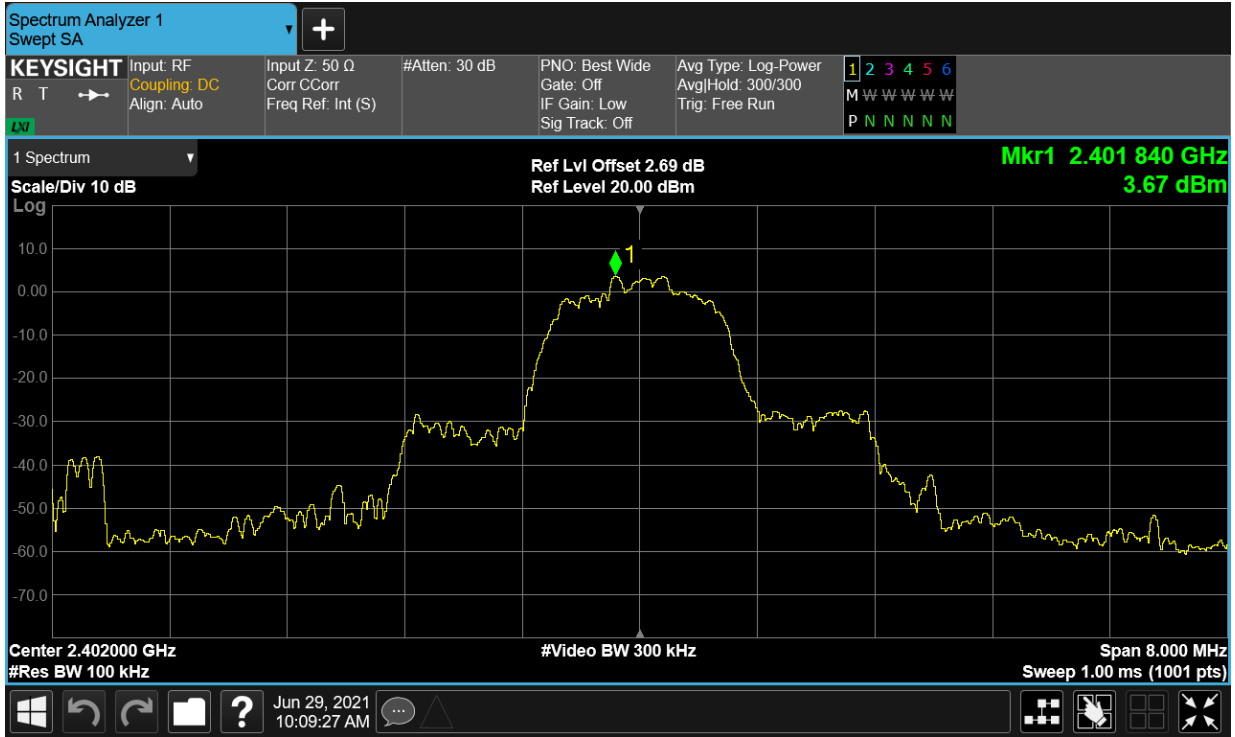 Spectrum Analyzer 1
Swept SA
KEYSIGHT
R T
LXI
Input: RF
Coupling: DC
Align: Auto
Input Z: 50 Ω
Corr CCorr
Freq Ref: Int (S)
#Atten: 30 dB
PNO: Best Wide
Gate: Off
IF Gain: Low
Sig Track: Off
Avg Type: Log-Power
Avg|Hold: 300/300
Trig: Free Run
1 2 3 4 5 6
M W W W W W
P N N N N N
1 Spectrum
Scale/Div 10 dB
Ref Lvl Offset 2.69 dB
Ref Level 20.00 dBm
Mkr1 2.401 840 GHz
3.67 dBm
Log
1
10.0
0.00
-10.0
-20.0
-30.0
-40.0
-50.0
-60.0
-70.0
Center 2.402000 GHz
#Video BW 300 kHz
Span 8.000 MHz
#Res BW 100 kHz
Sweep 1.00 ms (1001 pts)
?
Jun 29, 2021
10:09:27 AM